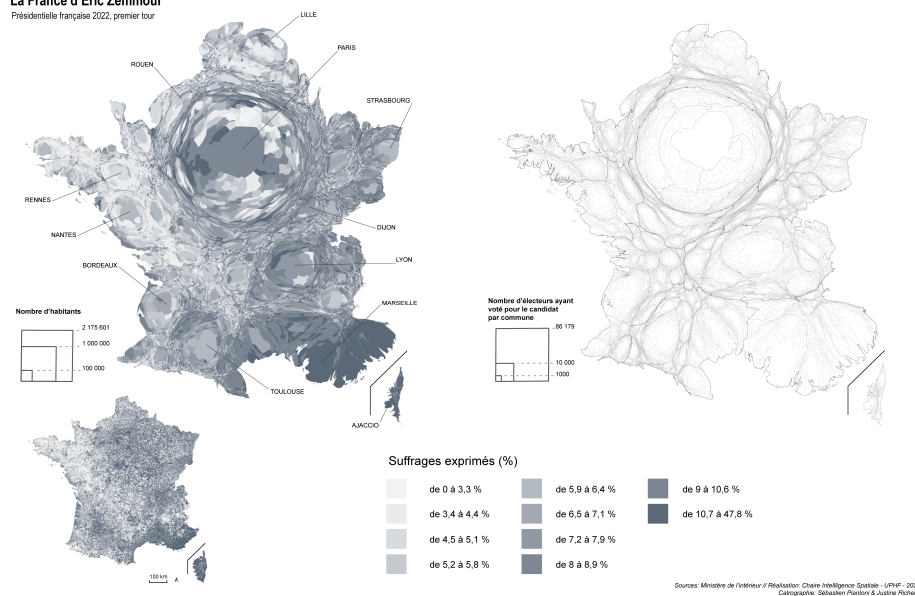 La France d'Eric Zemmour
Présidentielle française 2022, premier tour
LILLE
PARIS
ROUEN
STRASBOURG
RENNES
NANTES
DIJON
LYON
BORDEAUX
MARSEILLE
TOULOUSE
AJACCIO
Nombre d'habitants
2 175 601
1 000 000
100 000
Nombre d'électeurs ayant
voté pour le candidat
par commune
86 179
10 000
1000
100 km
Suffrages exprimés (%)
de 0 à 3,3 %
de 3,4 à 4,4 %
de 4,5 à 5,1 %
de 5,2 à 5,8 %
de 5,9 à 6,4 %
de 6,5 à 7,1 %
de 7,2 à 7,9 %
de 8 à 8,9 %
de 9 à 10,6 %
de 10,7 à 47,8 %
Sources: Ministère de l'intérieur // Réalisation: Chaire Intelligence Spatiale - UPHF -
Catrographie: Sébastien Piantoni & Justine